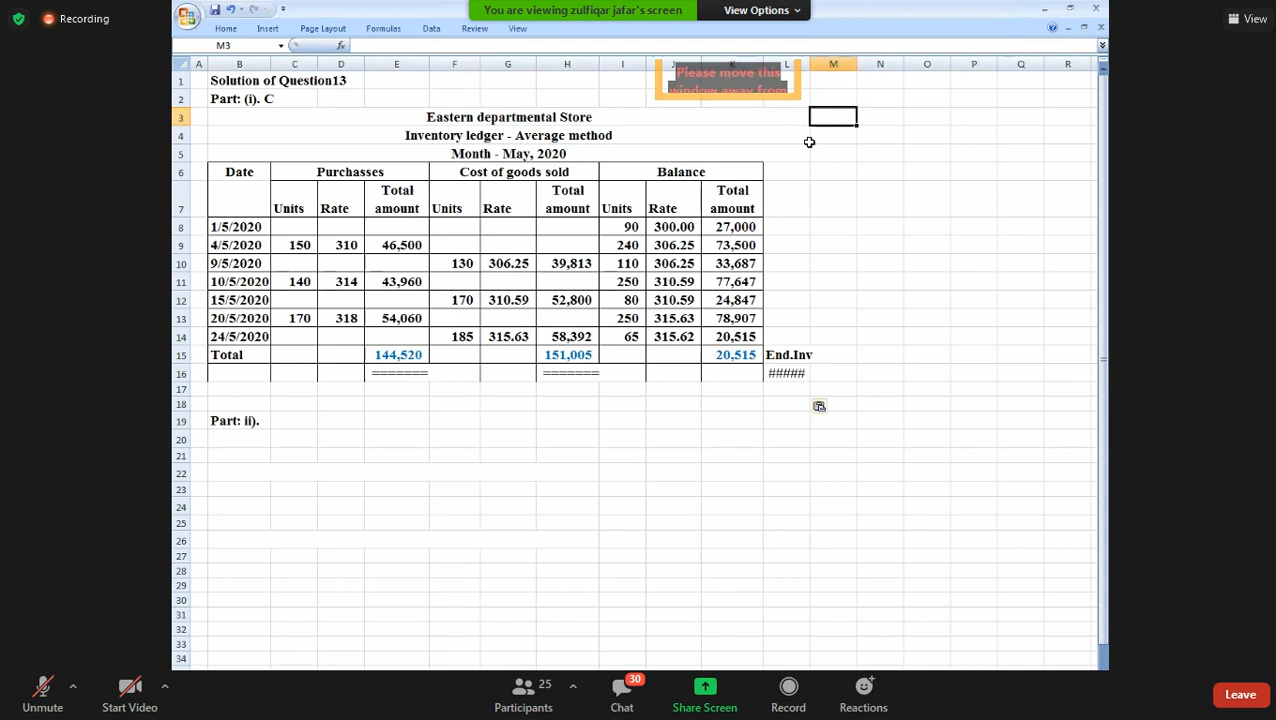 Recording
You are viewing zulfiqar jafar's screen
View Options
View
Home Insert Page Layout Formulas Data Review View
M3 fx
Please move this
window away from
A B C D E F G H I J K L M N O P Q R
1 Solution of Question13
2 Part: (i). C
3 Eastern departmental Store
4 Inventory ledger - Average method
5 Month - May, 2020
6 Date Purchasses Cost of goods sold Balance
7 Units Rate Total amount Units Rate Total amount Units Rate Total amount
8 1/5/2020 90 300.00 27,000
9 4/5/2020 150 310 46,500 240 306.25 73,500
10 9/5/2020 130 306.25 39,813 110 306.25 33,687
11 10/5/2020 140 314 43,960 250 310.59 77,647
12 15/5/2020 170 310.59 52,800 80 310.59 24,847
13 20/5/2020 170 318 54,060 250 315.63 78,907
14 24/5/2020 185 315.63 58,392 65 315.62 20,515
15 Total 144,520 151,005 20,515 End.Inv
16 ======= ======= #####
17
18
19 Part: ii).
20
21
22
23
24
25
26
27
28
29
30
31
32
33
34
Unmute Start Video 25 Participants 30 Chat Share Screen Record Reactions Leave